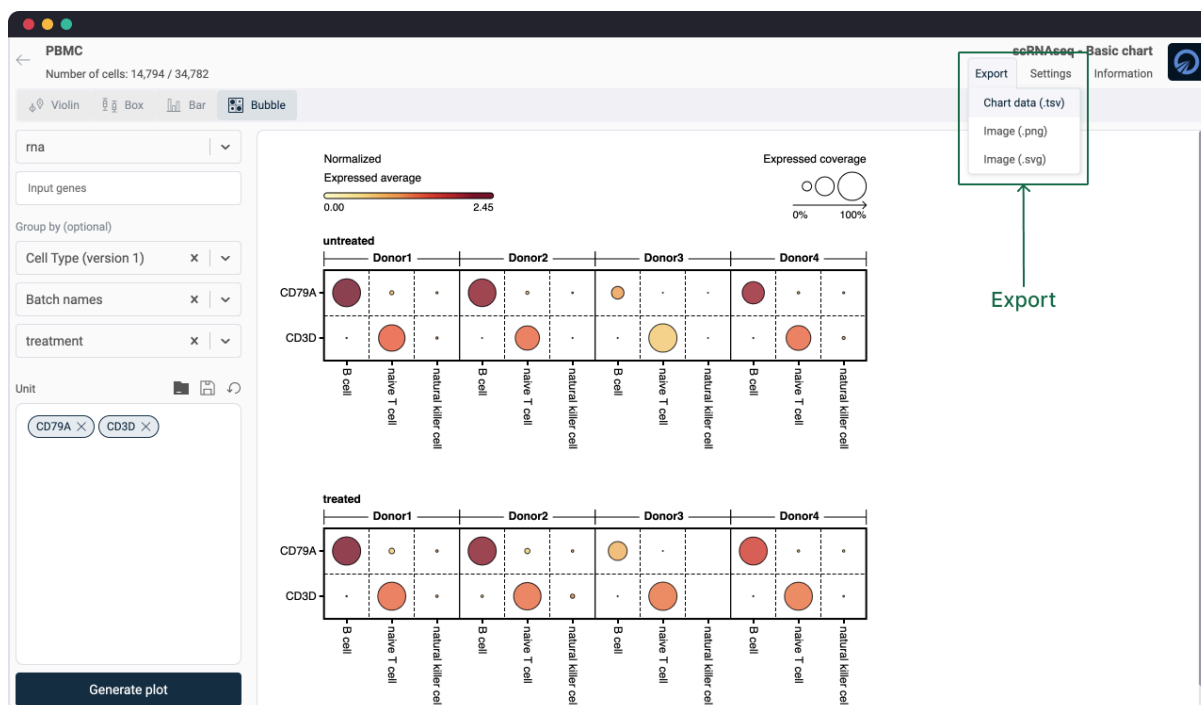 PBMC
Number of cells: 14,794 / 34,782
scRNAseq - Basic chart
Export Settings Information
Violin Box Bar Bubble
Chart data (.tsv)
Image (.png)
Image (.svg)
Export
rna
Input genes
Group by (optional)
Cell Type (version 1)
Batch names
treatment
Unit
CD79A CD3D
Generate plot
Normalized
Expressed average
0.00 2.45
Expressed coverage
0% 100%
untreated
Donor1 Donor2 Donor3 Donor4
CD79A
CD3D
B cell naive T cell natural killer cell B cell naive T cell natural killer cell B cell naive T cell natural killer cell B cell naive T cell natural killer cell
treated
Donor1 Donor2 Donor3 Donor4
CD79A
CD3D
B cell naive T cell natural killer cel B cell naive T cell natural killer cel B cell naive T cell natural killer cel B cell naive T cell natural killer cel